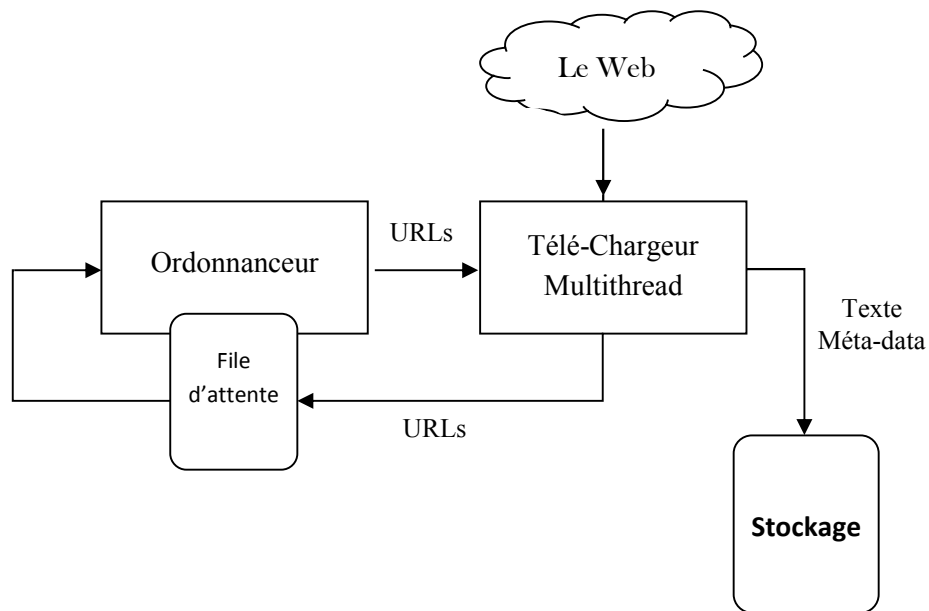 Le Web
URLs
Ordonnanceur
Télé-Chargeur
Multithread
Texte
Méta-data
File
d'attente
URLs
Stockage